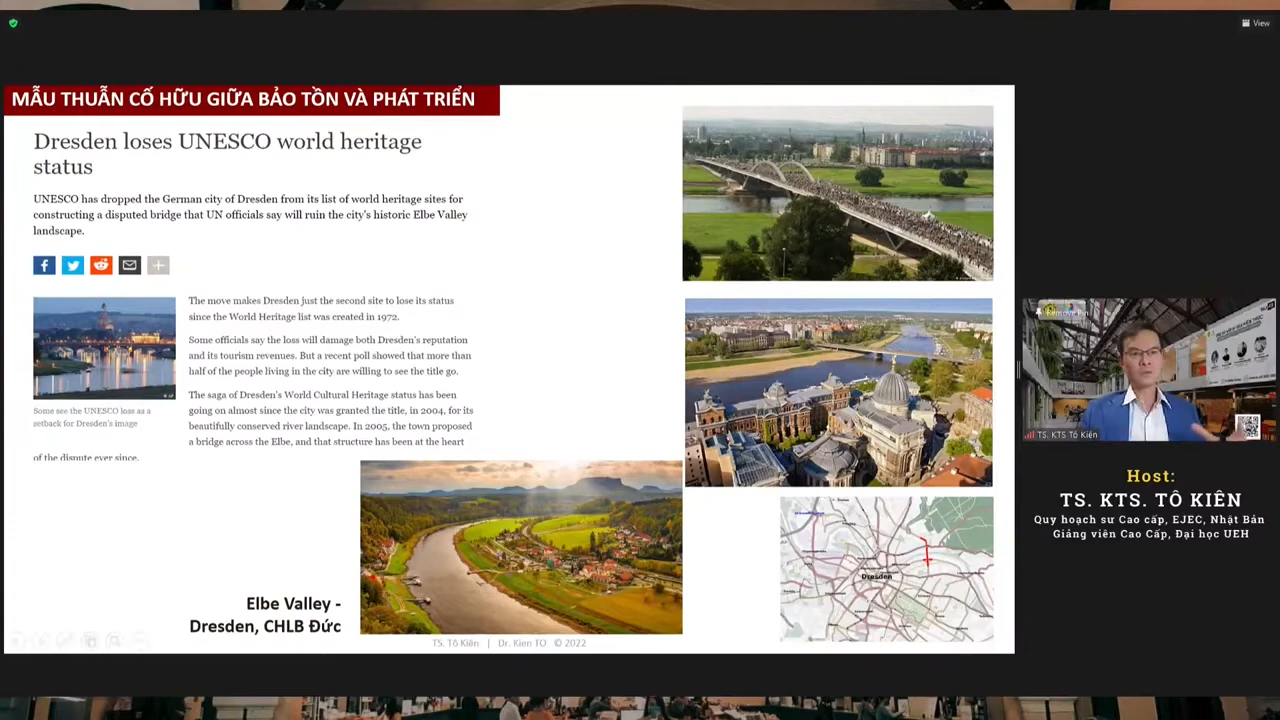 View
MẪU THUẪN CỐ HỮU GIỮA BẢO TỒN VÀ PHÁT TRIỂN
Dresden loses UNESCO world heritage
status
UNESCO has dropped the German city of Dresden from its list of world heritage sites for
constructing a disputed bridge that UN officials say will ruin the city's historic Elbe Valley
landscape.
The move makes Dresden just the second site to lose its status
since the World Heritage list was created in 1972.
Some officials say the loss will damage both Dresden's reputation
and its tourism revenues. But a recent poll showed that more than
half of the people living in the city are willing to see the title go.
The saga of Dresden's World Cultural Heritage status has been
going on almost since the city was granted the title, in 2004, for its
beautifully conserved river landscape. In 2005, the town proposed
a bridge across the Elbe, and that structure has been at the heart
of the dispute ever since.
Some see the UNESCO loss as a
setback for Dresden's image
Elbe Valley -
Dresden, CHLB Đức
Dresden
TS. Tô Kiên | Dr. Kien TO © 2022
Remove Pin
TS. KTS Tô Kiên
Host:
TS. KTS. TÔ KIÊN
Quy hoạch sư Cao cấp, EJEC, Nhật Bản
Giảng viên Cao Cấp, Đại học UEH